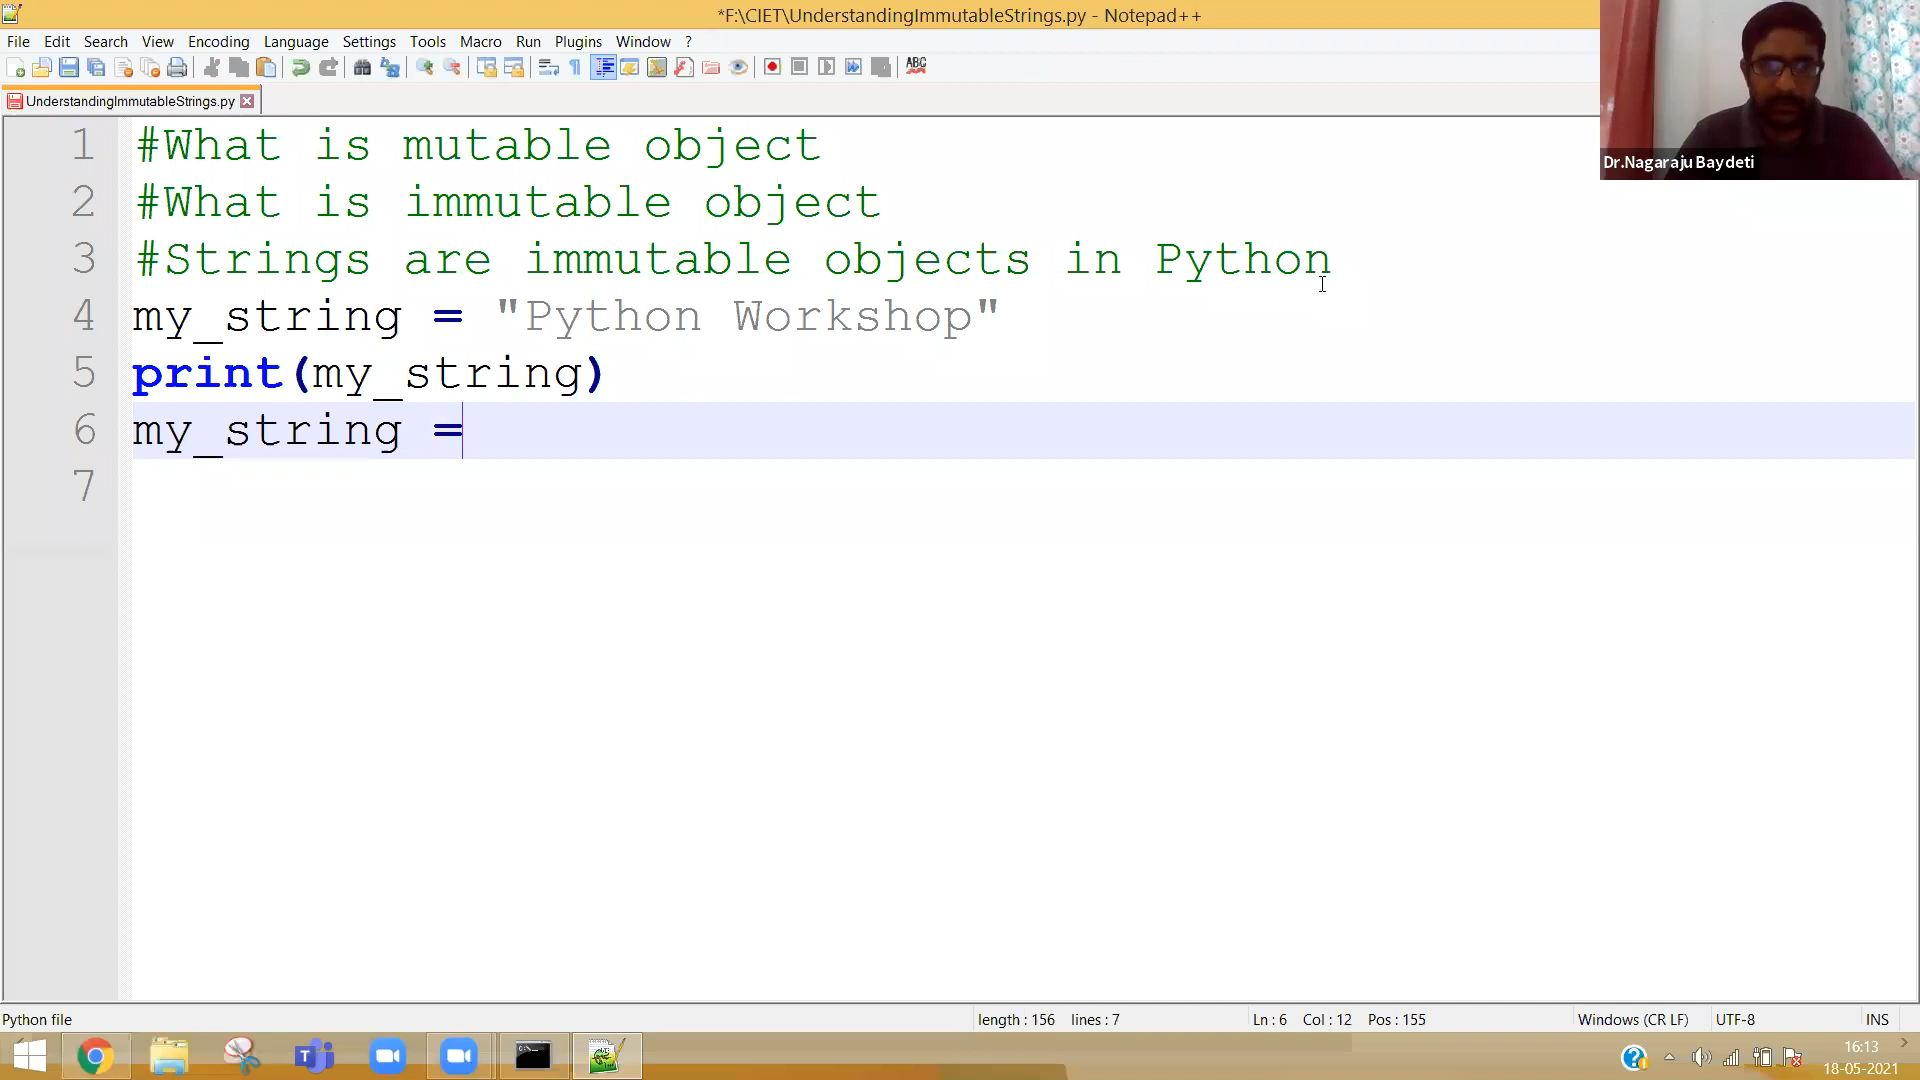 *F:\CIET\UnderstandingImmutableStrings.py - Notepad++
File Edit Search View Encoding Language Settings Tools Macro Run Plugins Window ?
ABC
UnderstandingImmutableStrings.py
Dr.Nagaraju Baydeti
1 #What is mutable object
2 #What is immutable object
3 #Strings are immutable objects in Python
4 my_string = "Python Workshop"
5 print(my_string)
6 my_string =
7
Python file length : 156 lines : 7 Ln : 6 Col : 12 Pos : 155 Windows (CR LF) UTF-8 INS
16:13
18-05-2021